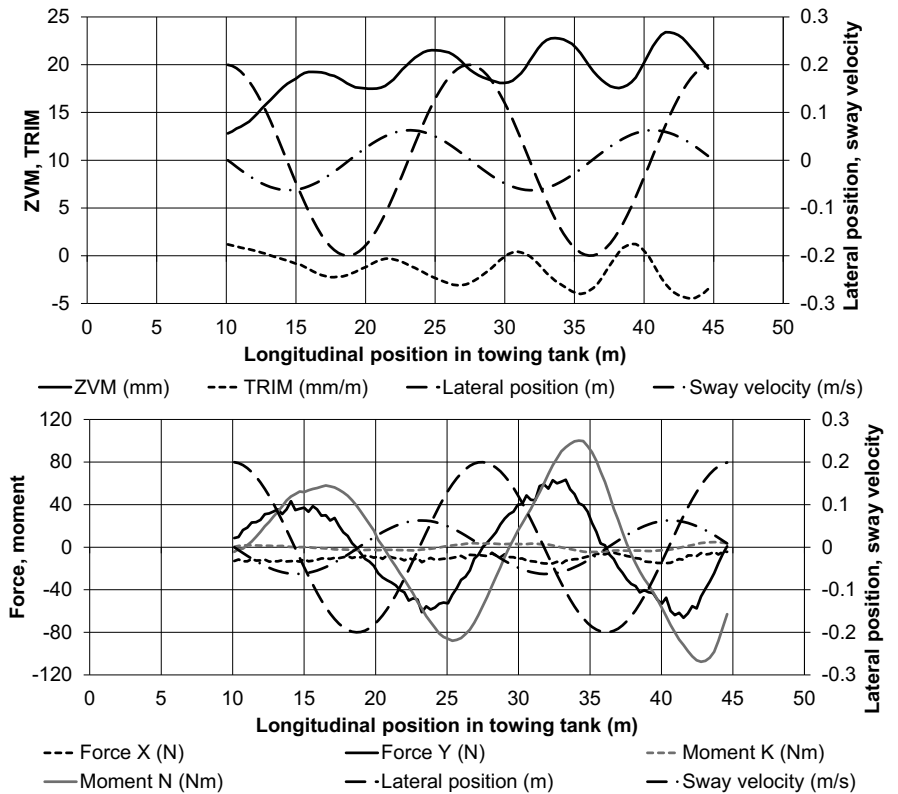 25
20
15
10
5
0
-5
0.3
0.2
0.1
0
-0.1
-0.2
-0.3
ZVM, TRIM
Lateral position, sway velocity
0 5 10 15 20 25 30 35 40 45 50
Longitudinal position in towing tank (m)
ZVM (mm) TRIM (mm/m) Lateral position (m) Sway velocity (m/s)
120
80
40
0
-40
-80
-120
0.3
0.2
0.1
0
-0.1
-0.2
-0.3
Force, moment
Lateral position, sway velocity
0 5 10 15 20 25 30 35 40 45 50
Longitudinal position in towing tank (m)
Force X (N) Force Y (N) Moment K (Nm)
Moment N (Nm) Lateral position (m) Sway velocity (m/s)